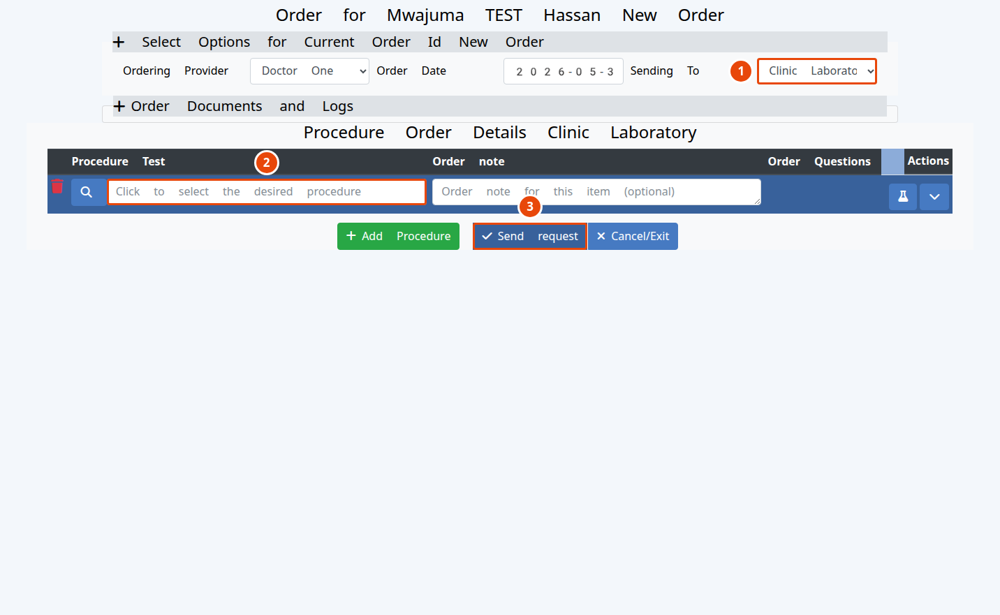 Order for Mwajuma TEST Hassan New Order
+ Select Options for Current Order Id New Order
Ordering Provider Doctor One Order Date 2026-05-3 Sending To 1 Clinic Laborato
+ Order Documents and Logs
Procedure Order Details Clinic Laboratory
Procedure Test 2 Order note Order Questions Actions
Click to select the desired procedure Order note for this item (optional)
3
+ Add Procedure Send request Cancel/Exit